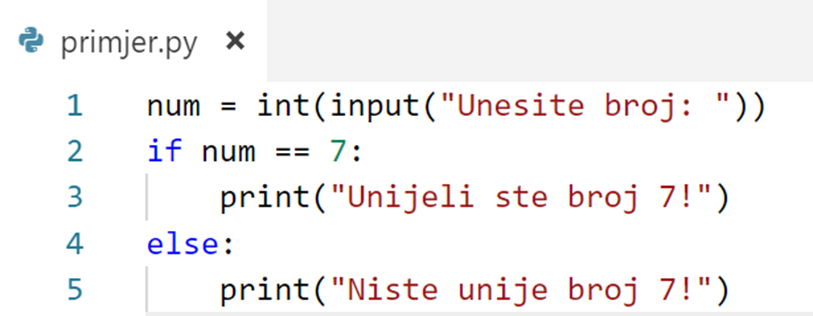 primjer.py ×
1 num = int(input("Unesite broj: "))
2 if num == 7:
3 print("Unijeli ste broj 7!")
4 else:
5 print("Niste unije broj 7!")